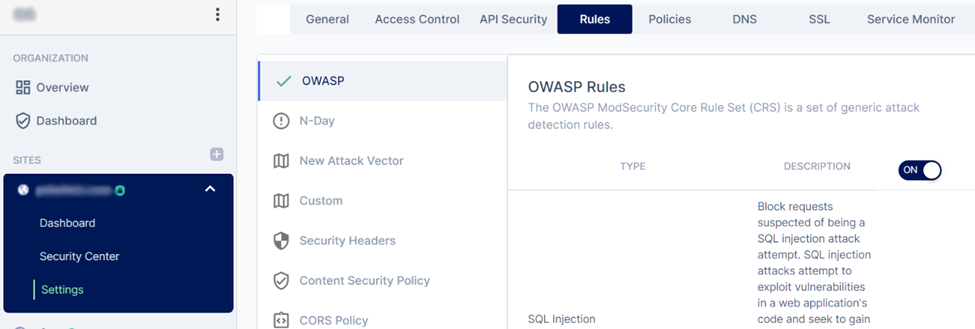 General Access Control API Security Rules Policies DNS SSL Service Monitor
ORGANIZATION
Overview
Dashboard
SITES
Dashboard
Security Center
Settings
OWASP
N-Day
New Attack Vector
Custom
Security Headers
Content Security Policy
CORS Policy
OWASP Rules
The OWASP ModSecurity Core Rule Set (CRS) is a set of generic attack
detection rules.
TYPE DESCRIPTION ON
SQL Injection
Block requests
suspected of being a
SQL injection attack
attempt. SQL injection
attacks attempt to
exploit vulnerabilities
in a web application's
code and seek to gain